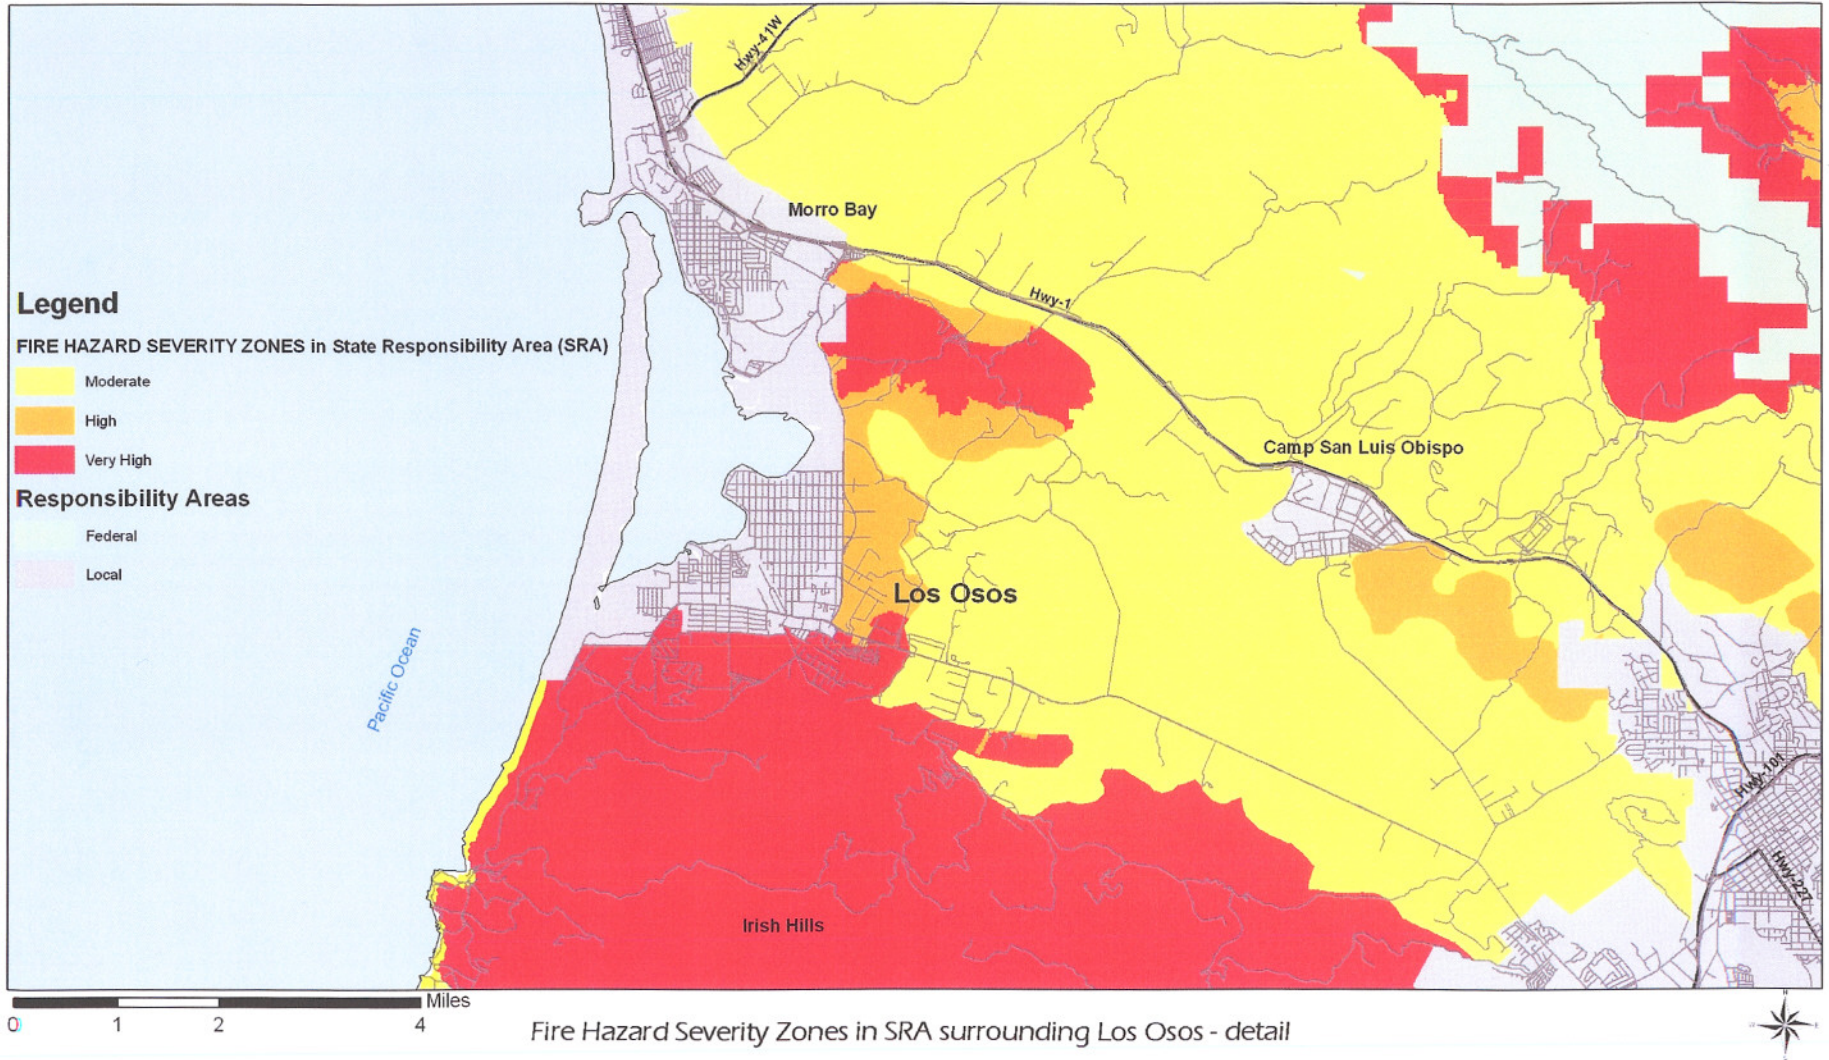 Hwy-41W
Morro Bay
Hwy-1
Legend
FIRE HAZARD SEVERITY ZONES in State Responsibility Area (SRA)
Moderate
High
Very High
Responsibility Areas
Federal
Local
Camp San Luis Obispo
Los Osos
Pacific Ocean
Hwy-101
Hwy-227
Irish Hills
Miles
0 1 2 4
Fire Hazard Severity Zones in SRA surrounding Los Osos - detail